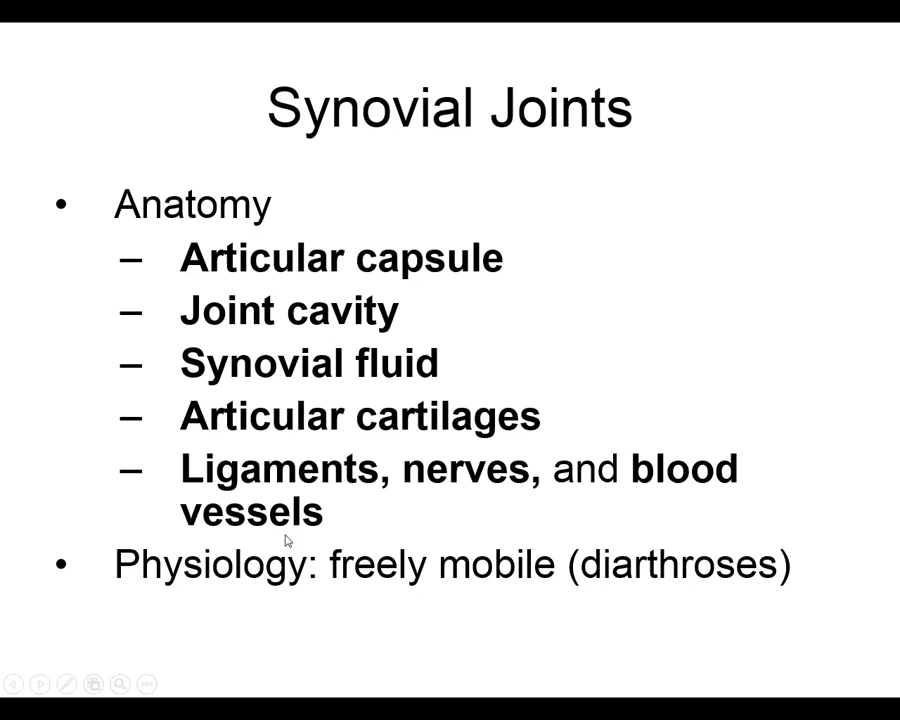 Synovial Joints
• Anatomy
– Articular capsule
– Joint cavity
– Synovial fluid
– Articular cartilages
– Ligaments, nerves, and blood
vessels
• Physiology: freely mobile (diarthroses)